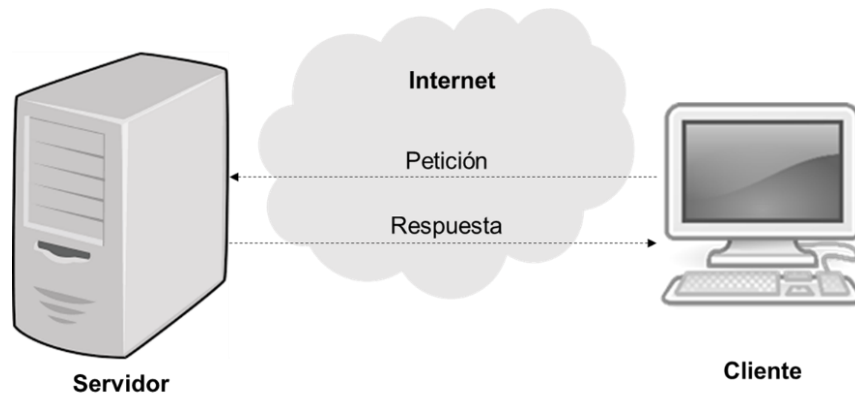 Internet
Petición
Respuesta
Servidor
Cliente